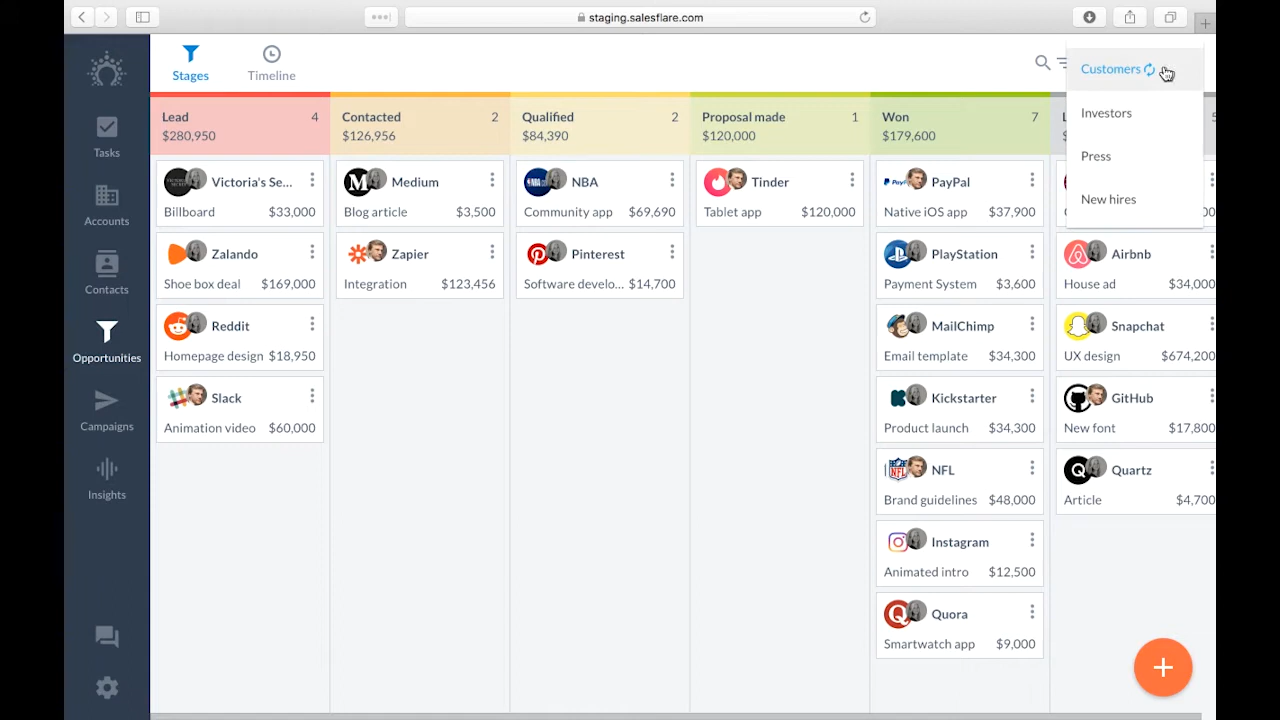 staging.salesflare.com
Stages
Timeline
Customers
Investors
Press
New hires
Tasks
Accounts
Contacts
Opportunities
Campaigns
Insights
Lead 4
$280,950
Victoria's Se...
Billboard $33,000
Zalando
Shoe box deal $169,000
Reddit
Homepage design $18,950
Slack
Animation video $60,000
Contacted 2
$126,956
Medium
Blog article $3,500
Zapier
Integration $123,456
Qualified 2
$84,390
NBA
Community app $69,690
Pinterest
Software develo... $14,700
Proposal made 1
$120,000
Tinder
Tablet app $120,000
Won 7
$179,600
PayPal
Native iOS app $37,900
PlayStation
Payment System $3,600
MailChimp
Email template $34,300
Kickstarter
Product launch $34,300
NFL
Brand guidelines $48,000
Instagram
Animated intro $12,500
Quora
Smartwatch app $9,000
Airbnb
House ad $34,000
Snapchat
UX design $674,200
GitHub
New font $17,800
Quartz
Article $4,700